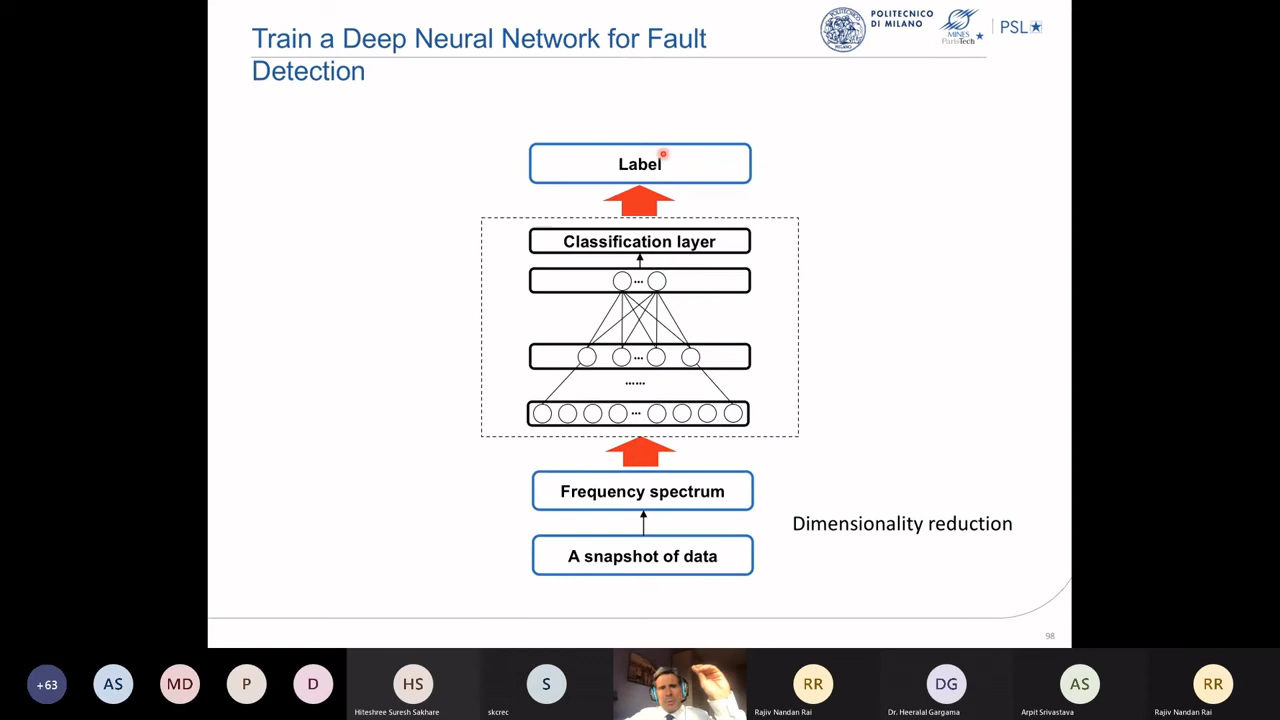 Train a Deep Neural Network for Fault
Detection
POLITECNICO
DI MILANO
MINES
ParisTech
PSL
Label
Classification layer
...
...
......
...
Frequency spectrum
Dimensionality reduction
A snapshot of data
98
+63
AS
MD
P
D
HS
S
RR
DG
AS
RR
Hiteshree Suresh Sakhare
skcrec
Rajiv Nandan Rai
Dr. Heeralal Gargama
Arpit Srivastava
Rajiv Nandan Rai